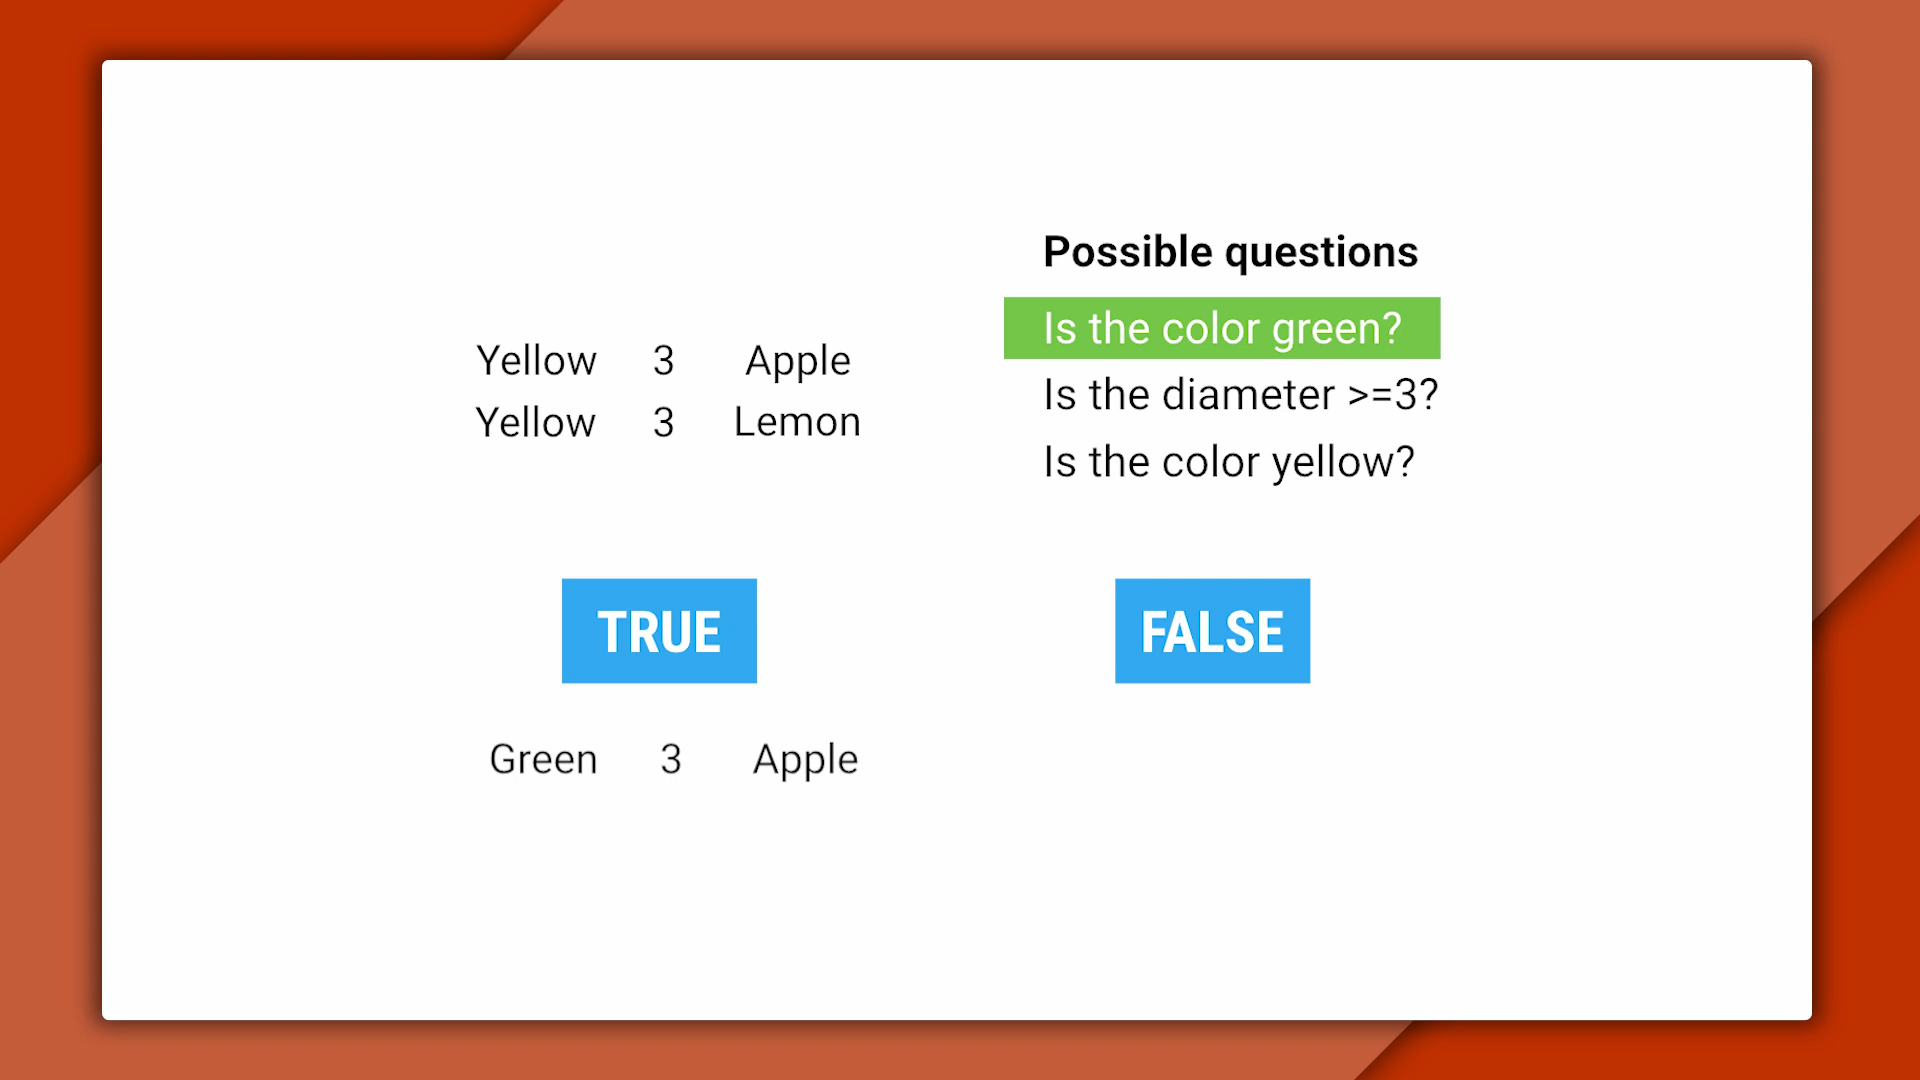 Possible questions
Is the color green?
Is the diameter >=3?
Is the color yellow?
Yellow 3 Apple
Yellow 3 Lemon
TRUE
FALSE
Green 3 Apple